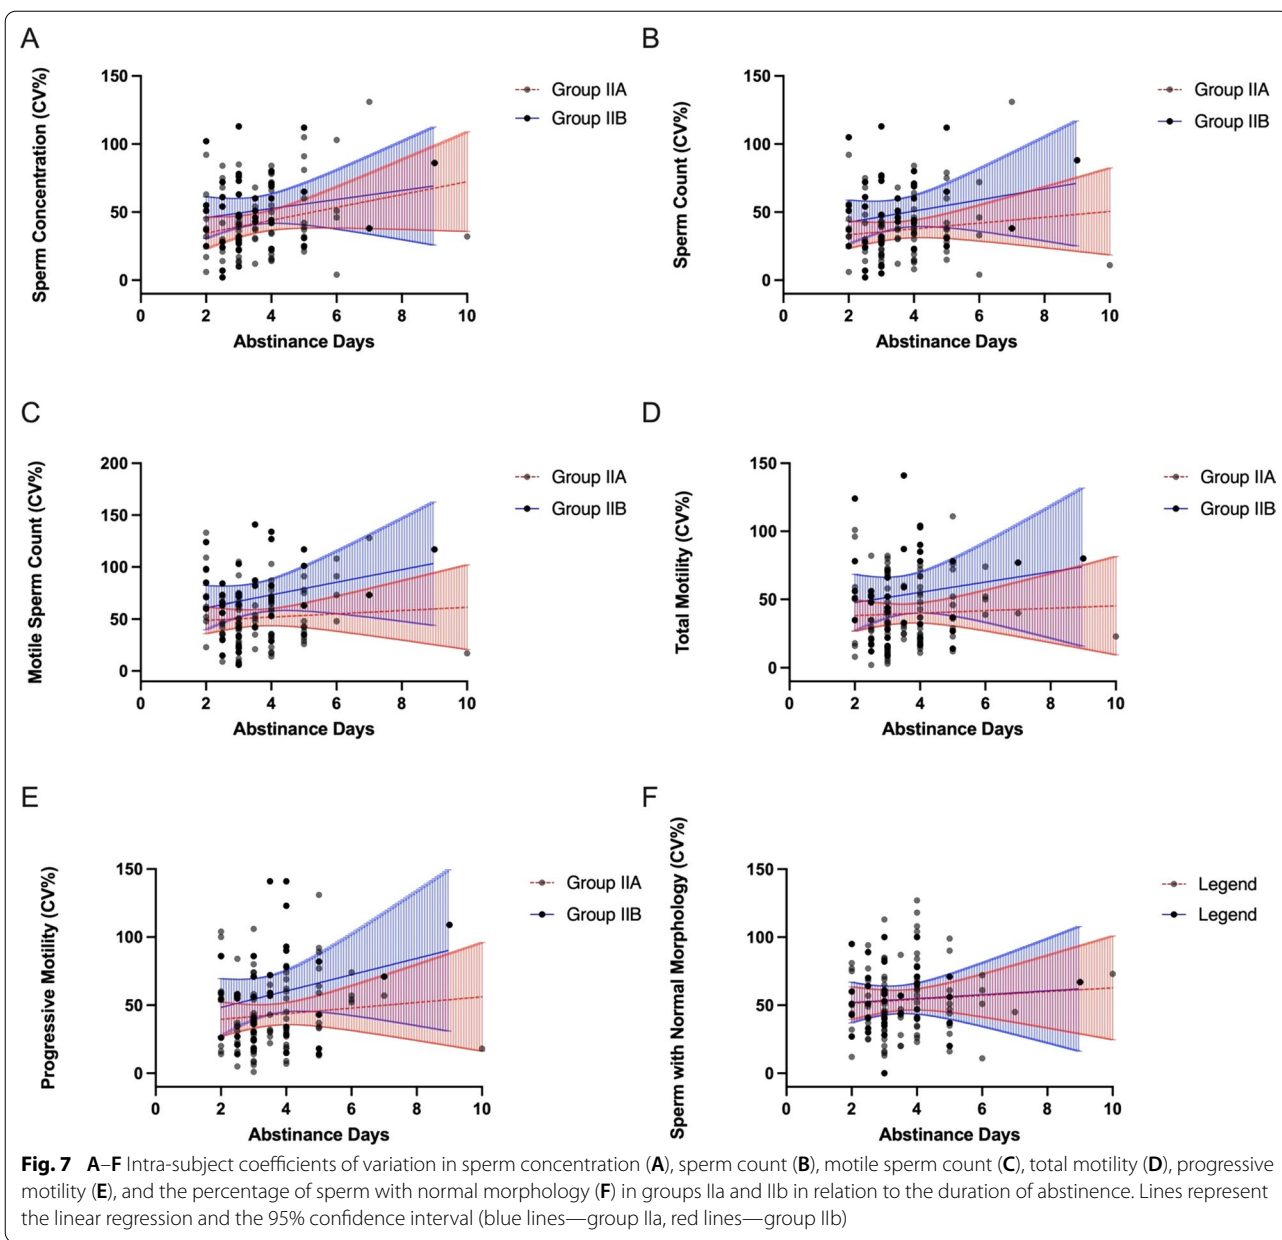 A
Sperm Concentration (CV%)
150
100
50
0
0 2 4 6 8 10
Abstinance Days
Group IIA
Group IIB
B
Sperm Count (CV%)
150
100
50
0
0 2 4 6 8 10
Abstinance Days
Group IIA
Group IIB
C
Motile Sperm Count (CV%)
200
150
100
50
0
0 2 4 6 8 10
Abstinance Days
Group IIA
Group IIB
D
Total Motility (CV%)
150
100
50
0
0 2 4 6 8 10
Abstinance Days
Group IIA
Group IIB
E
Progressive Motility (CV%)
150
100
50
0
0 2 4 6 8 10
Abstinance Days
Group IIA
Group IIB
F
Sperm with Normal Morphology (CV%)
150
100
50
0
0 2 4 6 8 10
Abstinance Days
Legend
Legend
Fig. 7 A–F Intra-subject coefficients of variation in sperm concentration (A), sperm count (B), motile sperm count (C), total motility (D), progressive
motility (E), and the percentage of sperm with normal morphology (F) in groups IIa and IIb in relation to the duration of abstinence. Lines represent
the linear regression and the 95% confidence interval (blue lines—group IIa, red lines—group IIb)